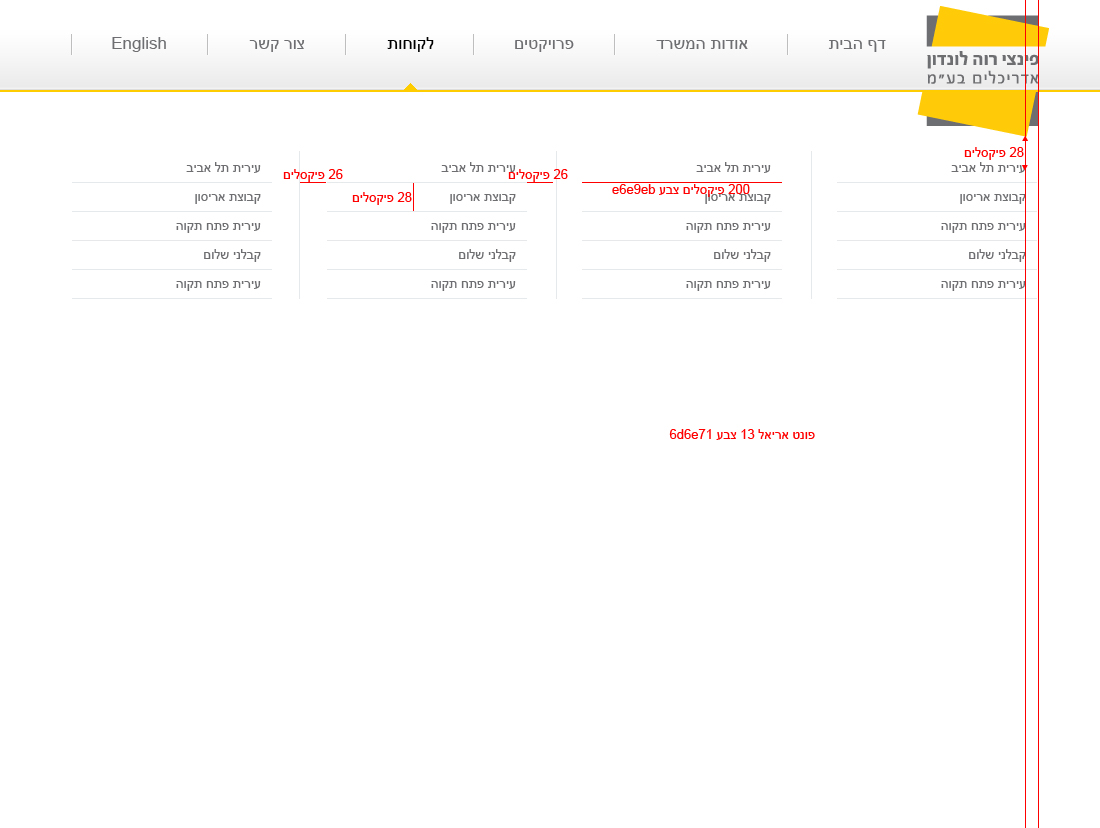 פינצי רוה לונדון
אדריכלים בע"מ
דף הבית
אודות המשרד
פרויקטים
לקוחות
צור קשר
English
28 פיקסלים
עירית תל אביב
קבוצת אריסון
עירית פתח תקוה
קבלני שלום
עירית פתח תקוה
עירית תל אביב
200 פיקסלים צבע e6e9eb
קבוצת אריסון
עירית פתח תקוה
קבלני שלום
עירית פתח תקוה
26 פיקסלים
עירית תל אביב
קבוצת אריסון
28 פיקסלים
עירית פתח תקוה
קבלני שלום
עירית פתח תקוה
26 פיקסלים
עירית תל אביב
קבוצת אריסון
עירית פתח תקוה
קבלני שלום
עירית פתח תקוה
פונט אריאל 13 צבע 6d6e71